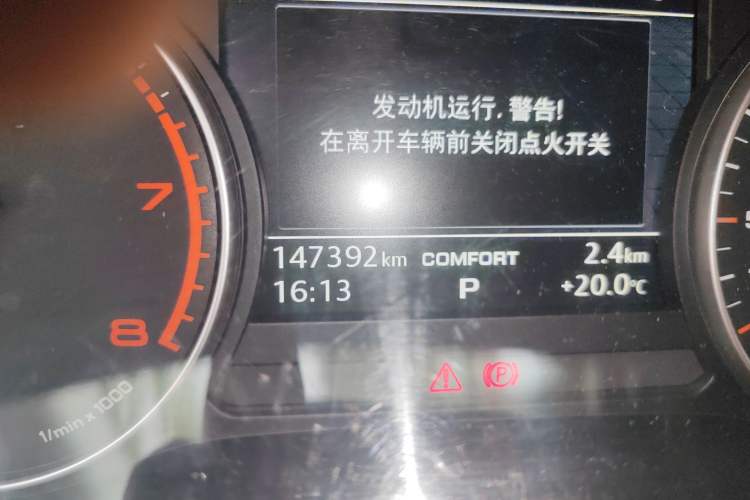 发动机运行,警告!
在离开车辆前关闭点火开关
147392km COMFORT 2.4km
16:13 P +20.0°C
7
8
1/min x 1000
P
5